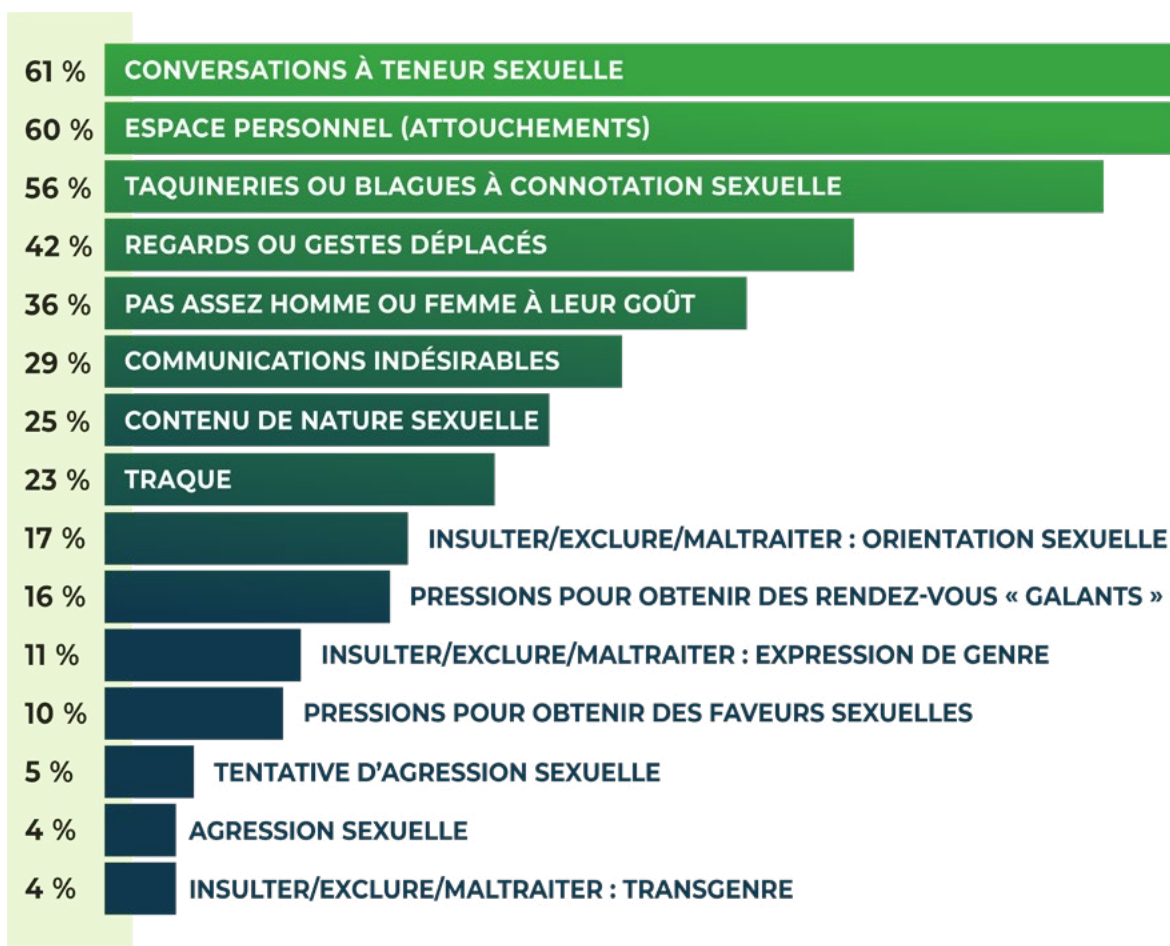 61 % CONVERSATIONS À TENEUR SEXUELLE
60 % ESPACE PERSONNEL (ATTOUCHEMENTS)
56 % TAQUINERIES OU BLAGUES À CONNOTATION SEXUELLE
42 % REGARDS OU GESTES DÉPLACÉS
36 % PAS ASSEZ HOMME OU FEMME À LEUR GOÛT
29 % COMMUNICATIONS INDÉSIRABLES
25 % CONTENU DE NATURE SEXUELLE
23 % TRAQUE
17 % INSULTER/EXCLURE/MALTRAITER : ORIENTATION SEXUELLE
16 % PRESSIONS POUR OBTENIR DES RENDEZ-VOUS « GALANTS »
11 % INSULTER/EXCLURE/MALTRAITER : EXPRESSION DE GENRE
10 % PRESSIONS POUR OBTENIR DES FAVEURS SEXUELLES
5 % TENTATIVE D'AGRESSION SEXUELLE
4 % AGRESSION SEXUELLE
4 % INSULTER/EXCLURE/MALTRAITER : TRANSGENRE